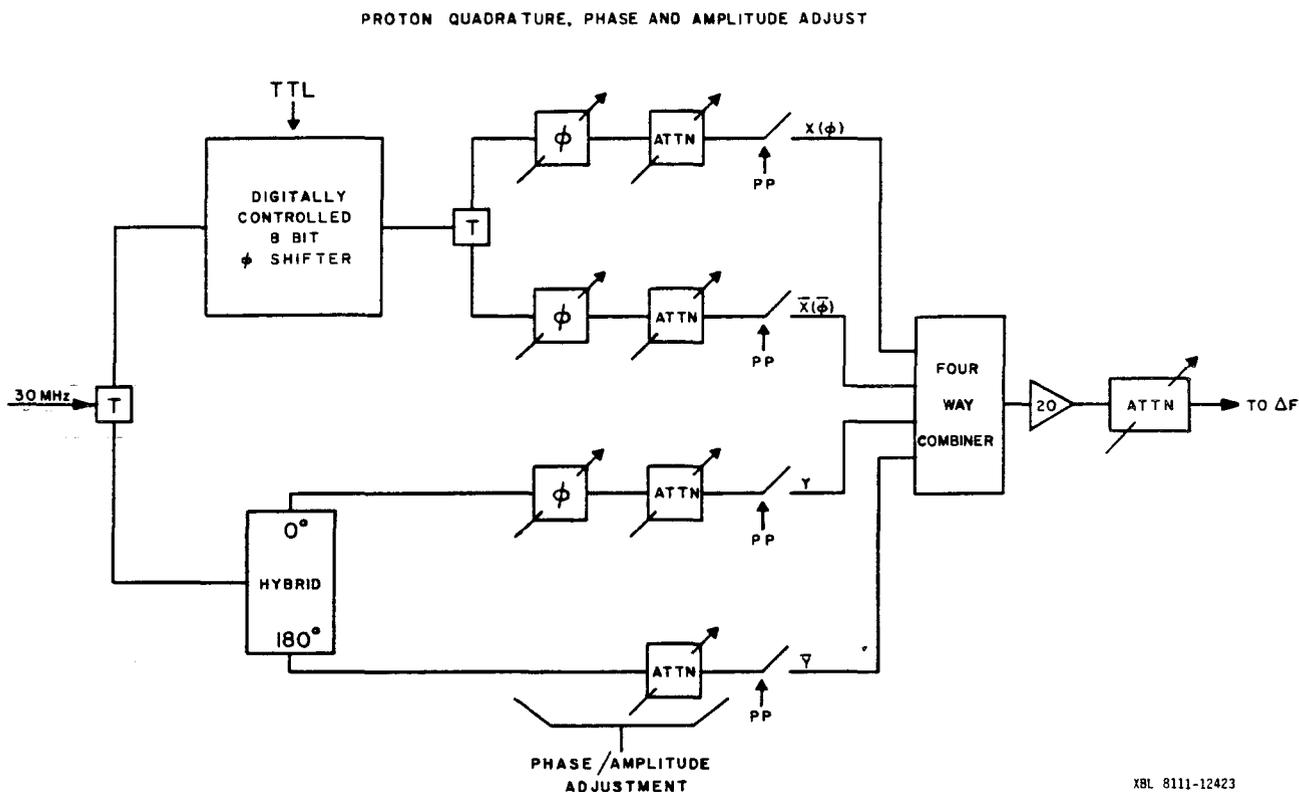 PROTON QUADRATURE, PHASE AND AMPLITUDE ADJUST
TTL
DIGITALLY
CONTROLLED
8 BIT
ϕ SHIFTER
T
ϕ
ATTN
PP
X(ϕ)
ϕ
ATTN
PP
X̅(ϕ̅)
30 MHz
T
FOUR
WAY
COMBINER
20
ATTN
TO ΔF
0°
HYBRID
180°
ϕ
ATTN
PP
Y
ATTN
PP
Y̅
PHASE/AMPLITUDE
ADJUSTMENT
XBL 8111-12423